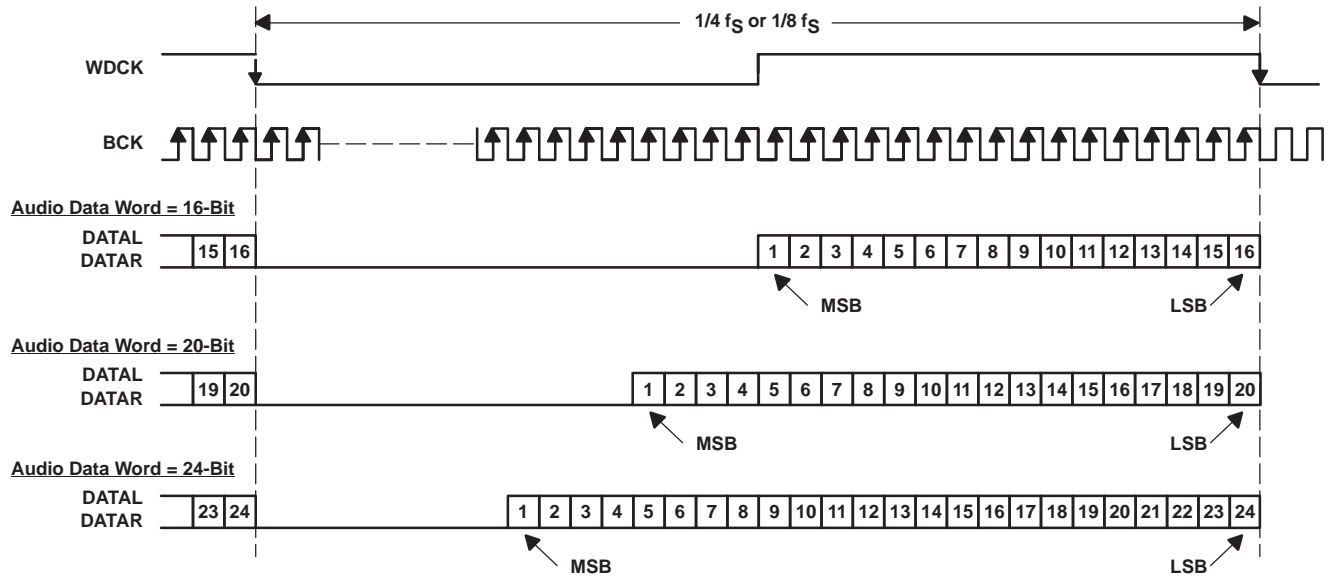 1/4 fS or 1/8 fS
WDCK
BCK
Audio Data Word = 16-Bit
DATAL
DATAR
15 16 1 2 3 4 5 6 7 8 9 10 11 12 13 14 15 16
MSB LSB
Audio Data Word = 20-Bit
DATAL
DATAR
19 20 1 2 3 4 5 6 7 8 9 10 11 12 13 14 15 16 17 18 19 20
MSB LSB
Audio Data Word = 24-Bit
DATAL
DATAR
23 24 1 2 3 4 5 6 7 8 9 10 11 12 13 14 15 16 17 18 19 20 21 22 23 24
MSB LSB